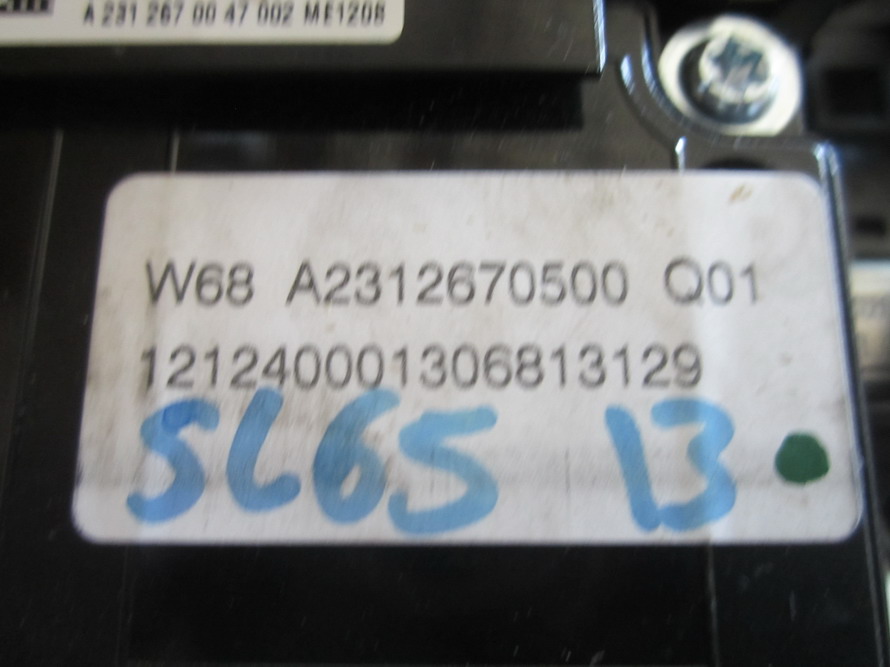 A 231 267 00 47 002 ME1208
W68 A2312670500 Q01
121240001306813129
SL65 13